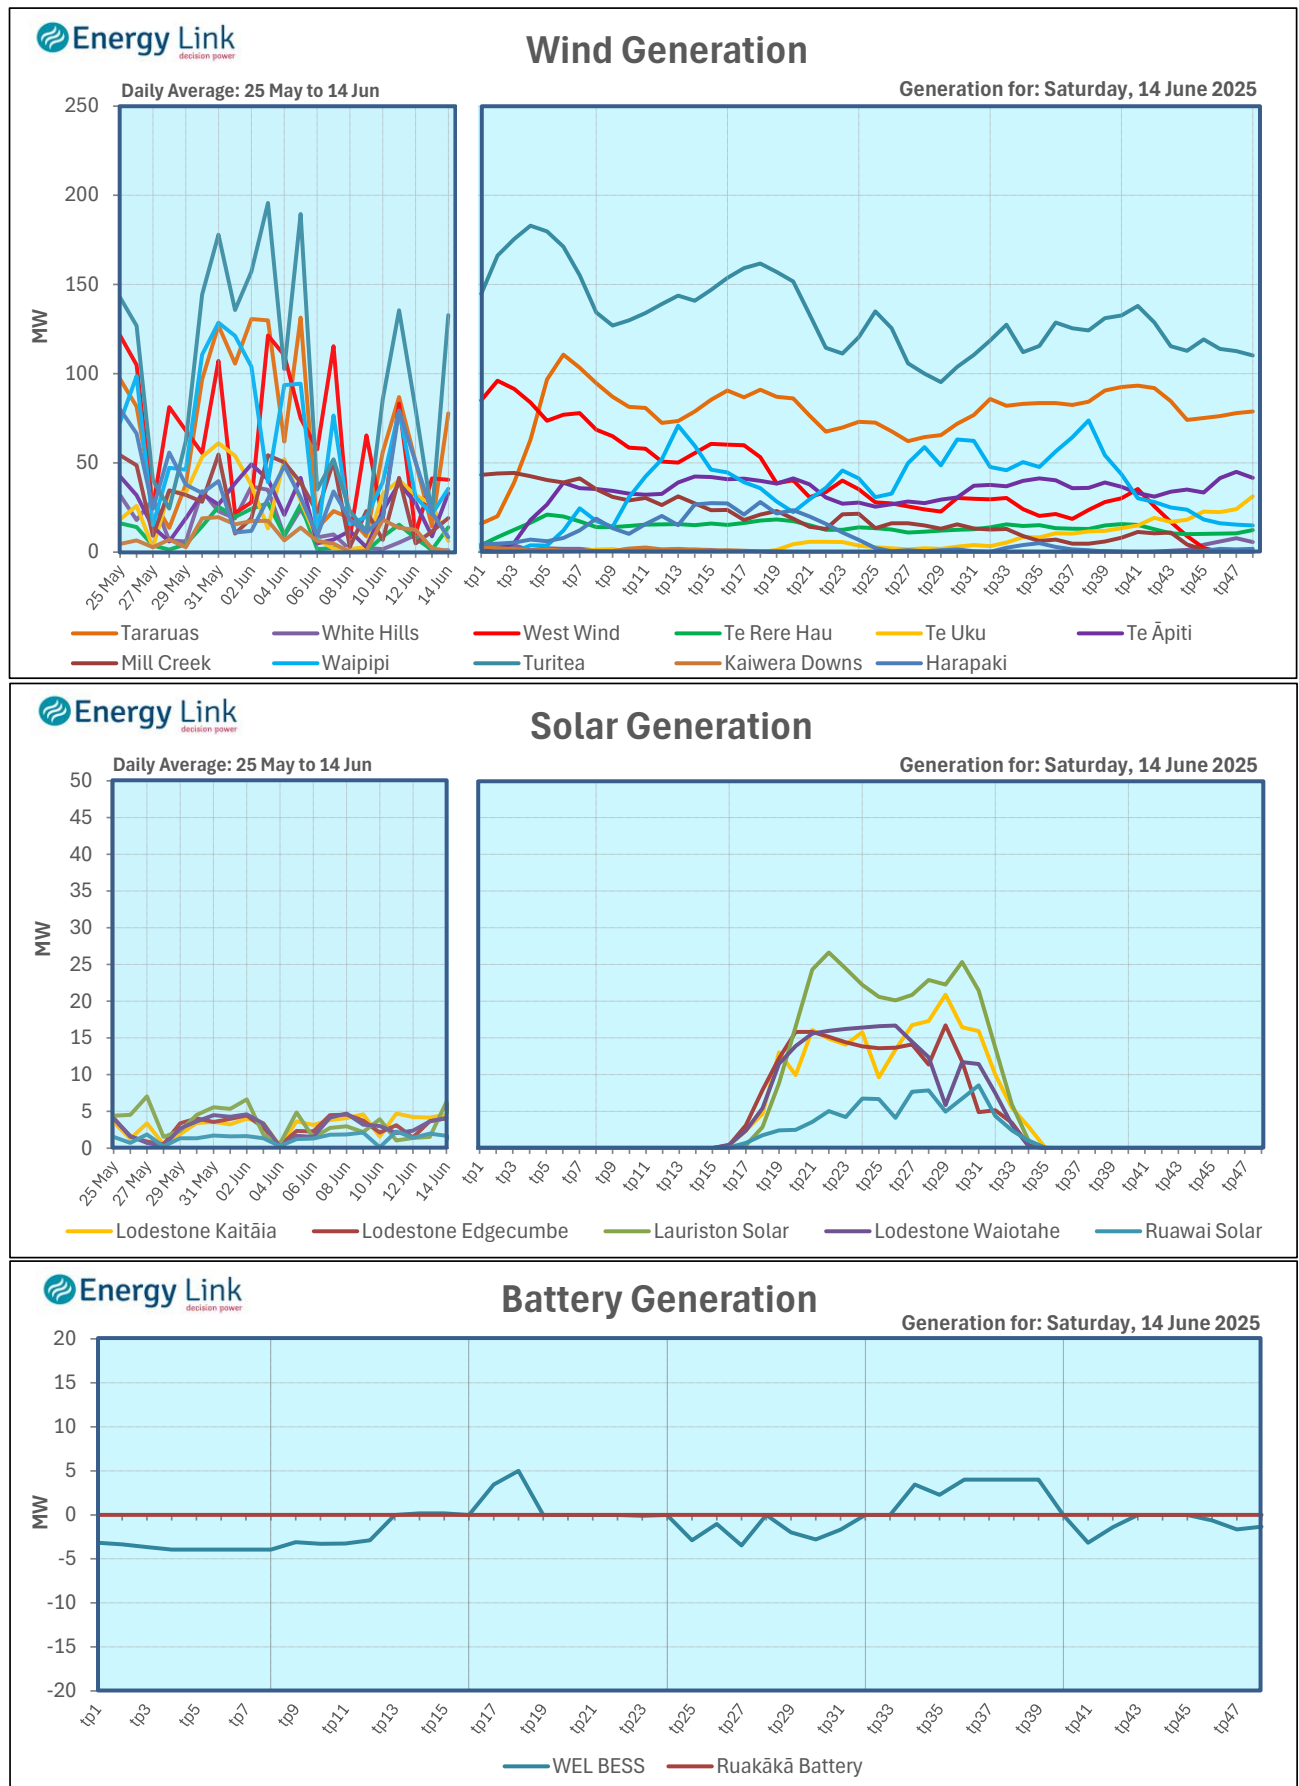 Energy Link
decision power
Wind Generation
Daily Average: 25 May to 14 Jun
Generation for: Saturday, 14 June 2025
250
200
150
100
50
0
MW
25 May
27 May
29 May
31 May
02 Jun
04 Jun
06 Jun
08 Jun
10 Jun
12 Jun
14 Jun
tp1
tp3
tp5
tp7
tp9
tp11
tp13
tp15
tp17
tp19
tp21
tp23
tp25
tp27
tp29
tp31
tp33
tp35
tp37
tp39
tp41
tp43
tp45
tp47
Tararuas White Hills West Wind Te Rere Hau Te Uku Te Āpiti
Mill Creek Waipipi Turitea Kaiwera Downs Harapaki
Energy Link
decision power
Solar Generation
Daily Average: 25 May to 14 Jun
Generation for: Saturday, 14 June 2025
50
45
40
35
30
25
20
15
10
5
0
MW
25 May
27 May
29 May
31 May
02 Jun
04 Jun
06 Jun
08 Jun
10 Jun
12 Jun
14 Jun
tp1
tp3
tp5
tp7
tp9
tp11
tp13
tp15
tp17
tp19
tp21
tp23
tp25
tp27
tp29
tp31
tp33
tp35
tp37
tp39
tp41
tp43
tp45
tp47
Lodestone Kaitāia Lodestone Edgecumbe Lauriston Solar Lodestone Waiotahe Ruawai Solar
Energy Link
decision power
Battery Generation
Generation for: Saturday, 14 June 2025
20
15
10
5
0
-5
-10
-15
-20
MW
tp1
tp3
tp5
tp7
tp9
tp11
tp13
tp15
tp17
tp19
tp21
tp23
tp25
tp27
tp29
tp31
tp33
tp35
tp37
tp39
tp41
tp43
tp45
tp47
WEL BESS Ruakākā Battery